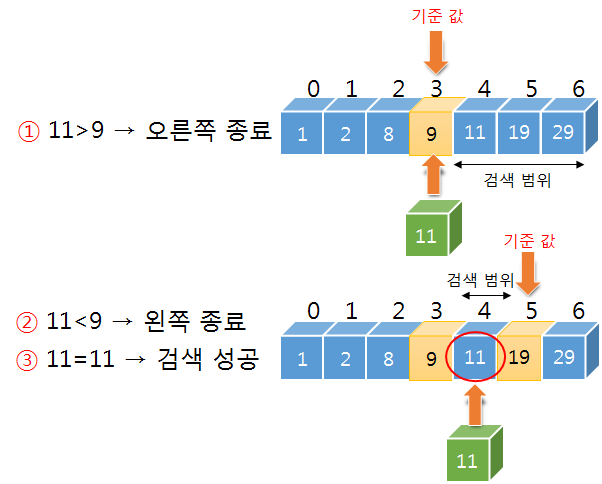 기준 값
0 1 2 3 4 5 6
① 11>9 → 오른쪽 종료
1 2 8 9 11 19 29
검색 범위
11
기준 값
검색 범위
0 1 2 3 4 5 6
② 11<9 → 왼쪽 종료
③ 11=11 → 검색 성공
1 2 8 9 11 19 29
11